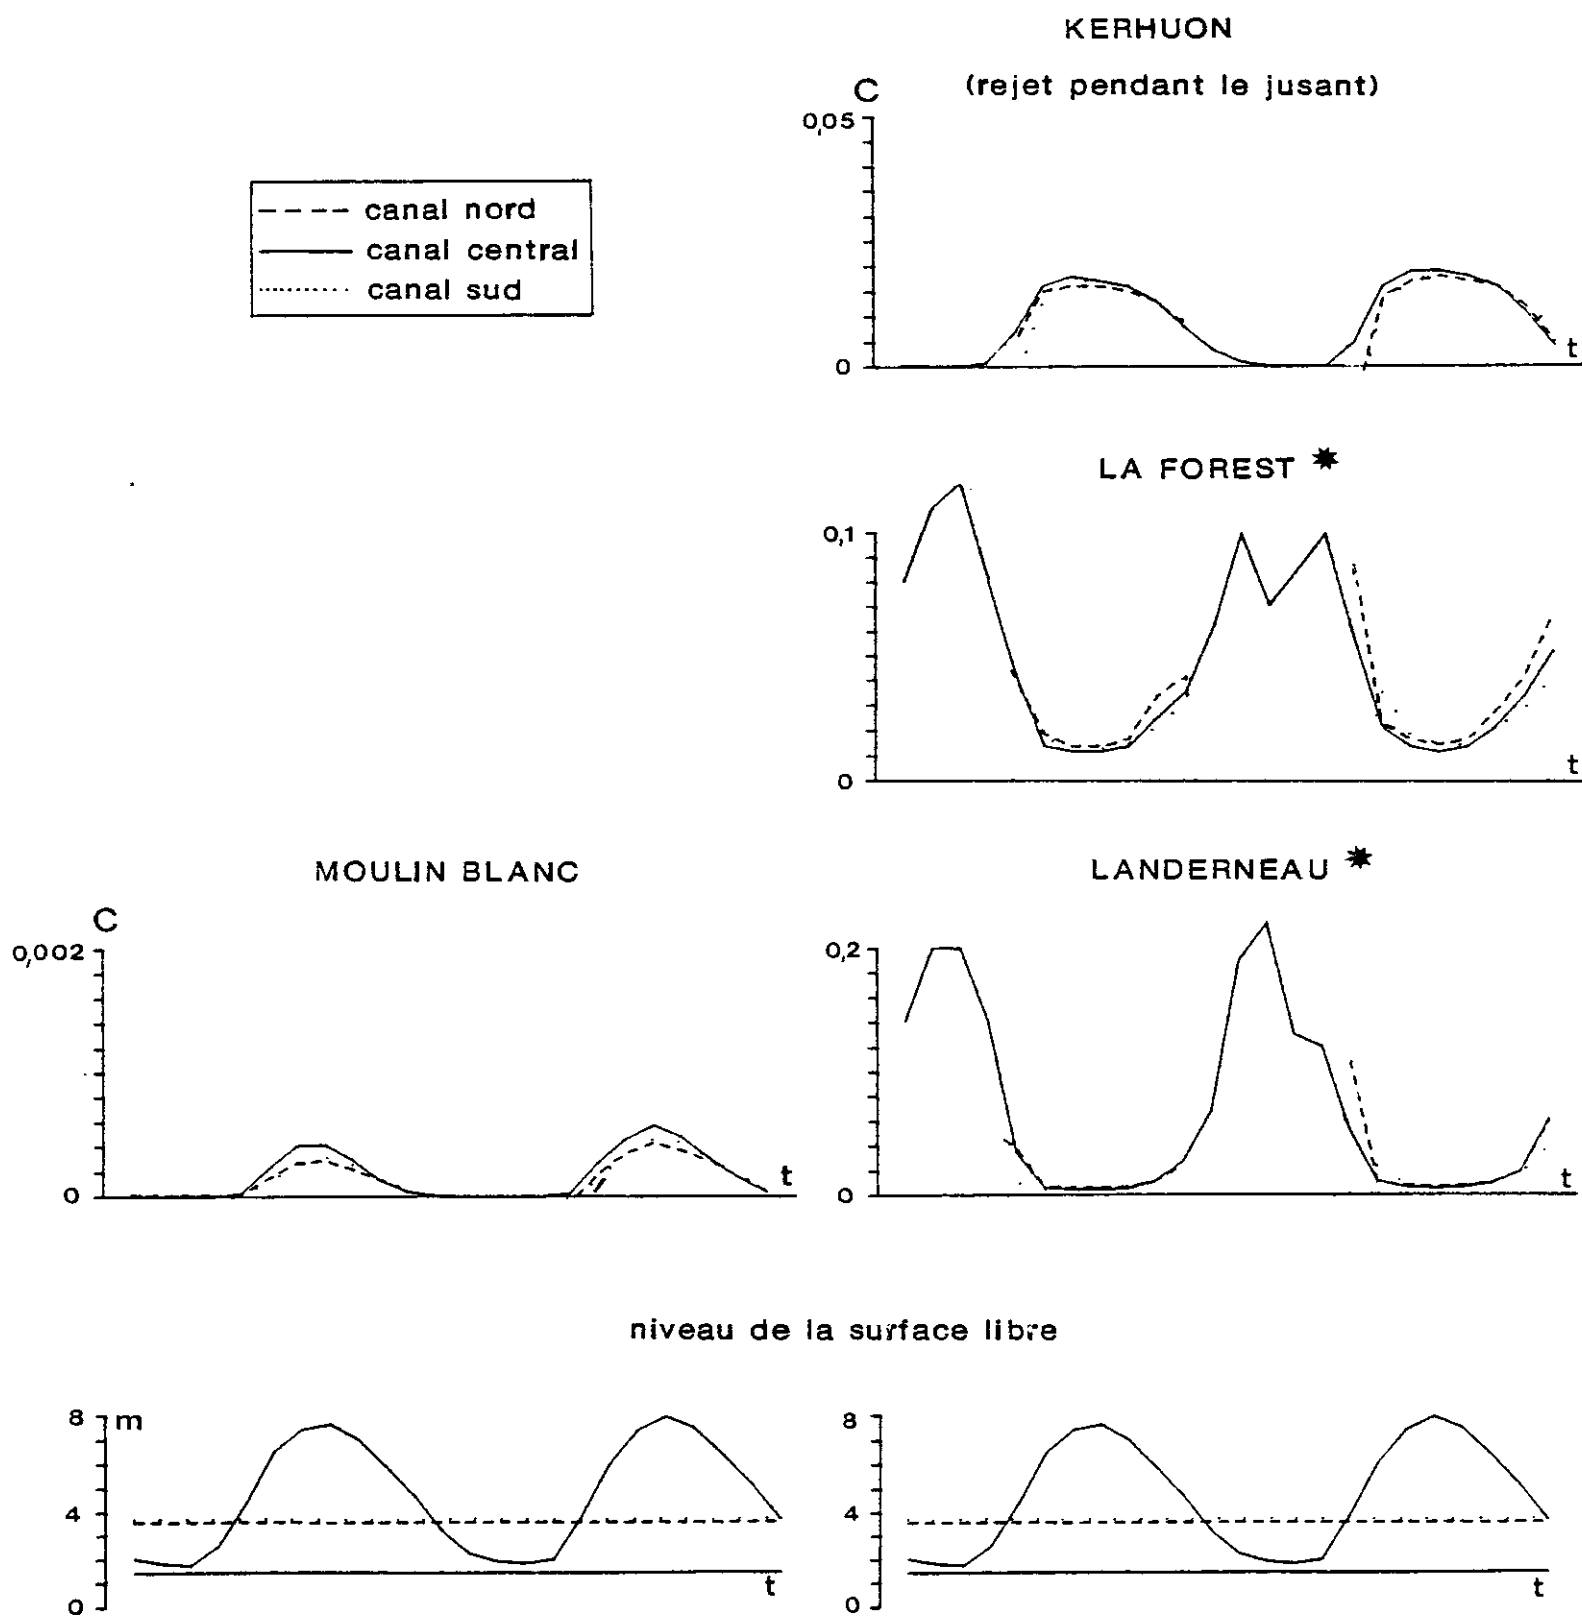 KERHUON
(rejet pendant le jusant)
C
0,05
0
t
canal nord
canal central
canal sud
LA FOREST
0,1
0
t
MOULIN BLANC
C
0,002
0
t
LANDERNEAU
0,2
0
t
niveau de la surface libre
8 m
4
0
t
8
4
0
t